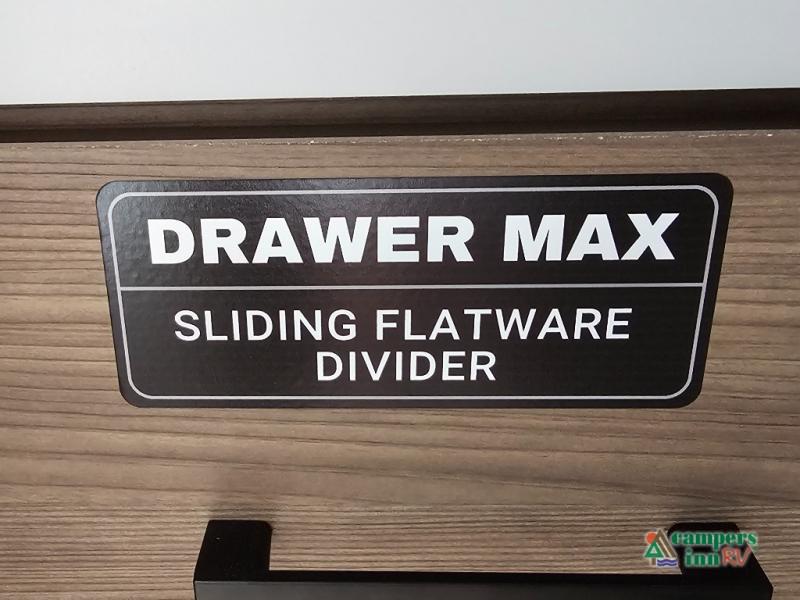 DRAWER MAX
SLIDING FLATWARE
DIVIDER
campers
inn RV